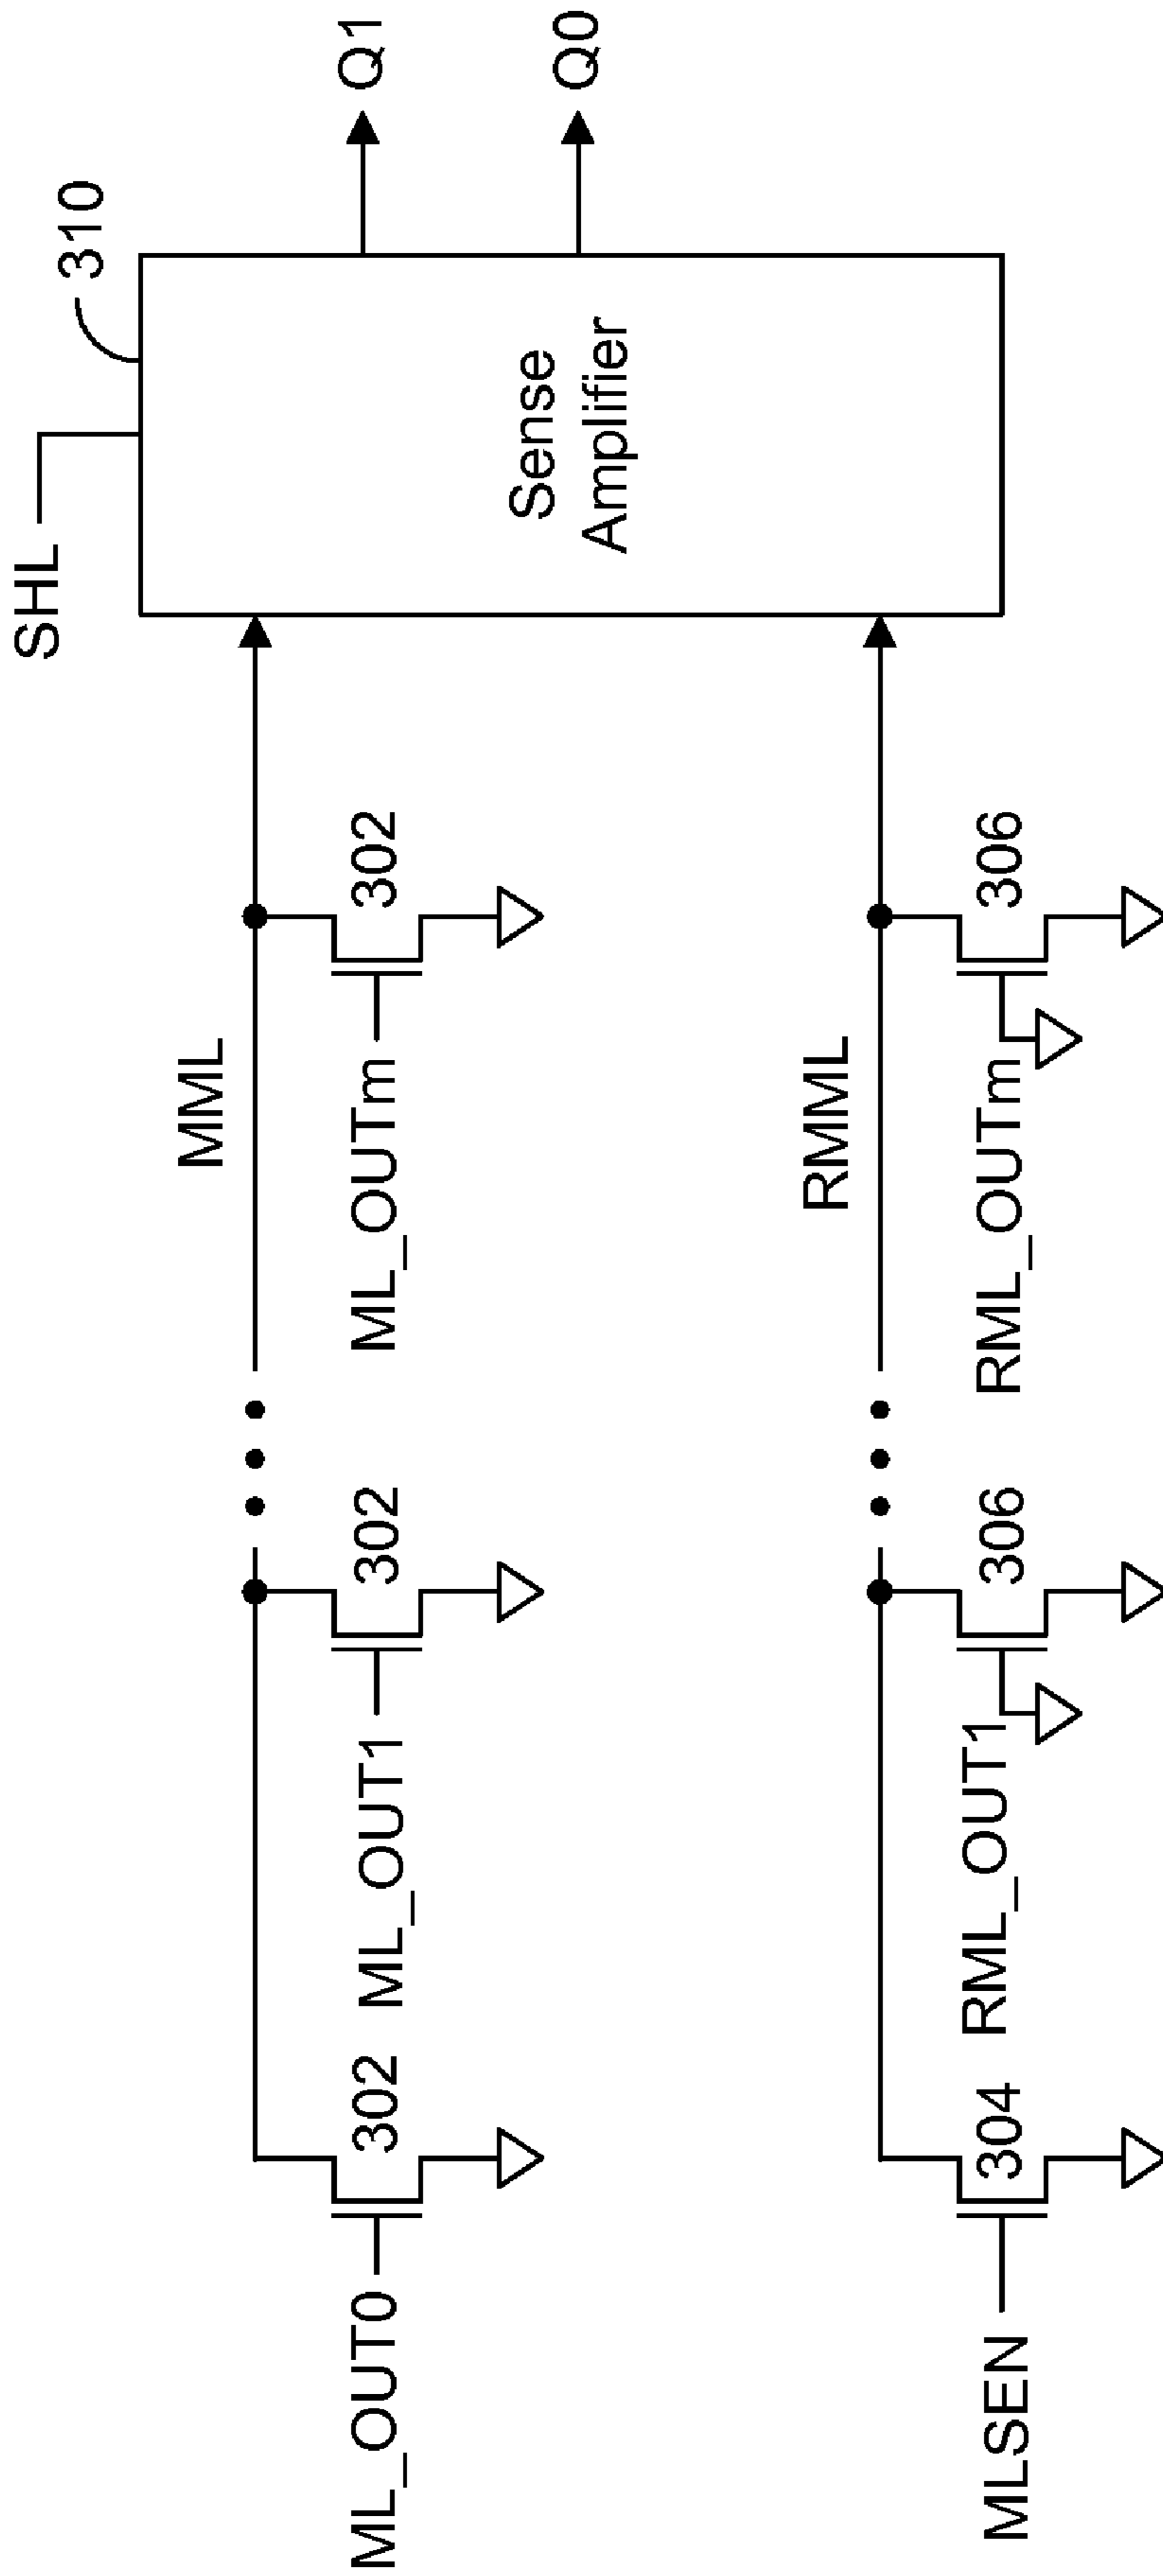 SHL
310
MML
Sense
Amplifier
Q1
Q0
ML_OUT0
302
ML_OUT1
302
ML_OUTm
302
RMML
MLSEN
304
RML_OUT1
306
RML_OUTm
306